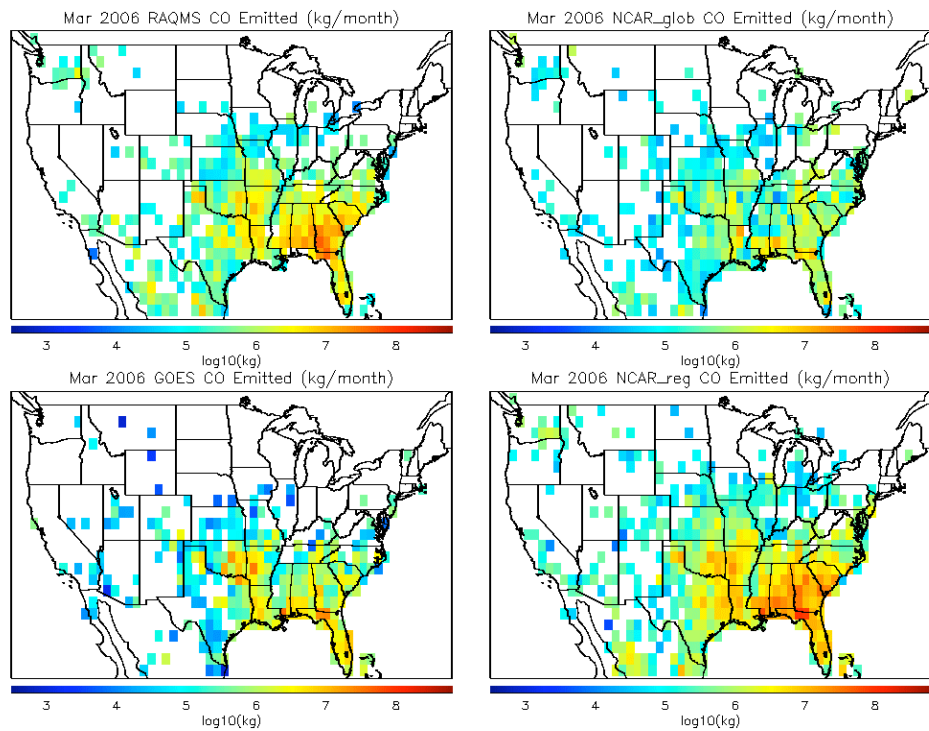 Mar 2006 RAQMS CO Emitted (kg/month)
3 4 5 6 7 8
log10(kg)
Mar 2006 NCAR_glob CO Emitted (kg/month)
3 4 5 6 7 8
log10(kg)
Mar 2006 GOES CO Emitted (kg/month)
3 4 5 6 7 8
log10(kg)
Mar 2006 NCAR_reg CO Emitted (kg/month)
3 4 5 6 7 8
log10(kg)